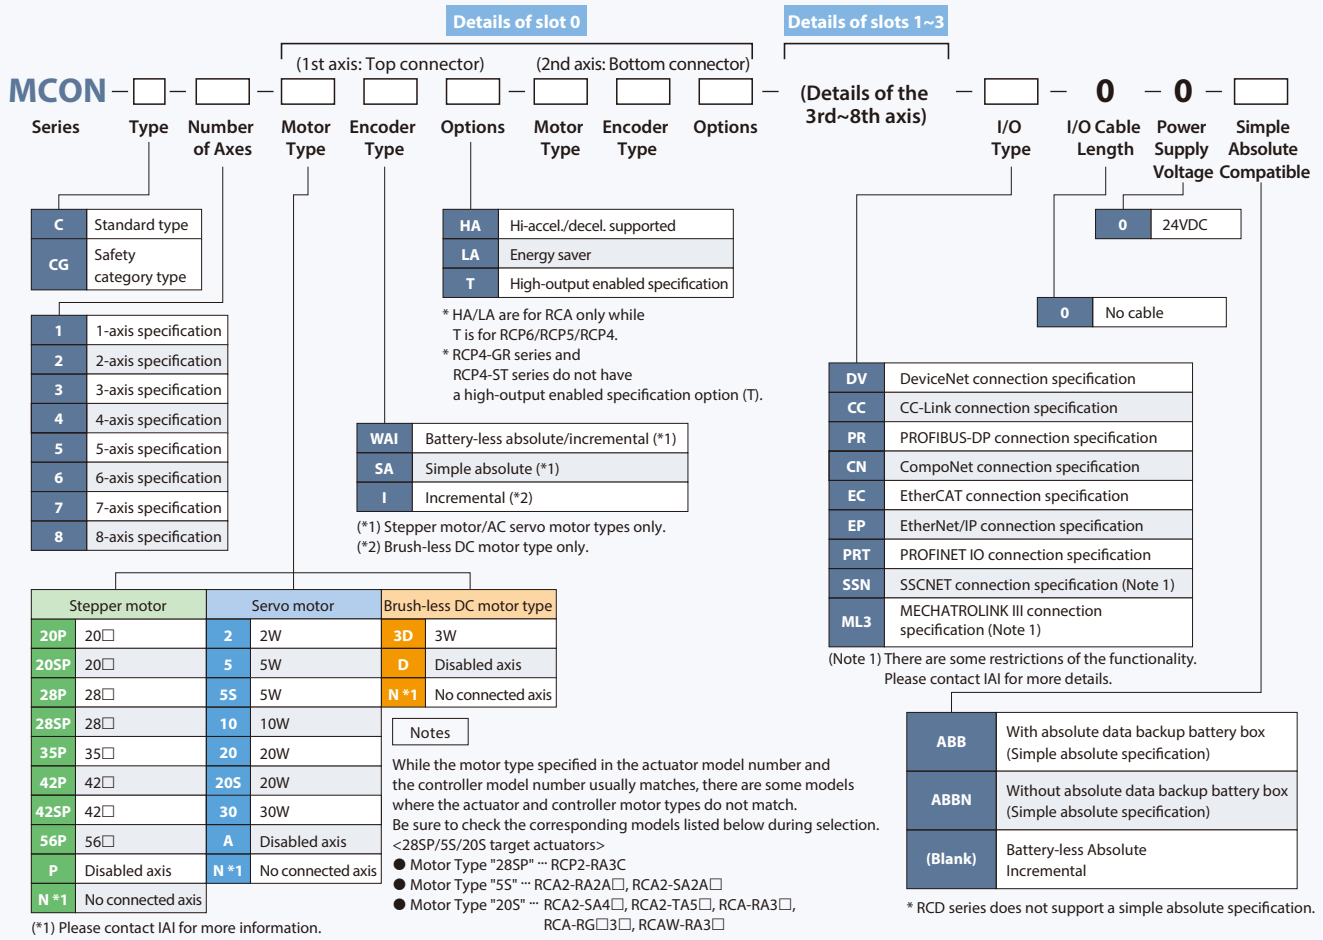 Details of slot 0
Details of slots 1~3
(1st axis: Top connector)
(2nd axis: Bottom connector)
MCON – □ – □ – □ □ □ – □ □ □ – (Details of the 3rd~8th axis) – □ – 0 – 0 – □
Series
Type
Number of Axes
Motor Type
Encoder Type
Options
Motor Type
Encoder Type
Options
I/O Type
I/O Cable Length
Power Supply Voltage
Simple Absolute Compatible
C Standard type
CG Safety category type
1 1-axis specification
2 2-axis specification
3 3-axis specification
4 4-axis specification
5 5-axis specification
6 6-axis specification
7 7-axis specification
8 8-axis specification
HA Hi-accel./decel. supported
LA Energy saver
T High-output enabled specification
* HA/LA are for RCA only while
T is for RCP6/RCP5/RCP4.
* RCP4-GR series and
RCP4-ST series do not have
a high-output enabled specification option (T).
WAI Battery-less absolute/incremental (*1)
SA Simple absolute (*1)
I Incremental (*2)
(*1) Stepper motor/AC servo motor types only.
(*2) Brush-less DC motor type only.
0 24VDC
0 No cable
DV DeviceNet connection specification
CC CC-Link connection specification
PR PROFIBUS-DP connection specification
CN CompoNet connection specification
EC EtherCAT connection specification
EP EtherNet/IP connection specification
PRT PROFINET IO connection specification
SSN SSCNET connection specification (Note 1)
ML3 MECHATROLINK III connection
specification (Note 1)
(Note 1) There are some restrictions of the functionality.
Please contact IAI for more details.
Stepper motor
20P 20□
20SP 20□
28P 28□
28SP 28□
35P 35□
42P 42□
42SP 42□
56P 56□
P Disabled axis
N *1 No connected axis
Servo motor
2 2W
5 5W
5S 5W
10 10W
20 20W
20S 20W
30 30W
A Disabled axis
N *1 No connected axis
Brush-less DC motor type
3D 3W
D Disabled axis
N *1 No connected axis
(*1) Please contact IAI for more information.
Notes
While the motor type specified in the actuator model number and
the controller model number usually matches, there are some models
where the actuator and controller motor types do not match.
Be sure to check the corresponding models listed below during selection.
<28SP/5S/20S target actuators>
● Motor Type "28SP" ··· RCP2-RA3C
● Motor Type "5S" ··· RCA2-RA2A□, RCA2-SA2A□
● Motor Type "20S" ··· RCA2-SA4□, RCA2-TA5□, RCA-RA3□,
RCA-RG□3□, RCAW-RA3□
ABB With absolute data backup battery box
(Simple absolute specification)
ABBN Without absolute data backup battery box
(Simple absolute specification)
(Blank) Battery-less Absolute
Incremental
* RCD series does not support a simple absolute specification.